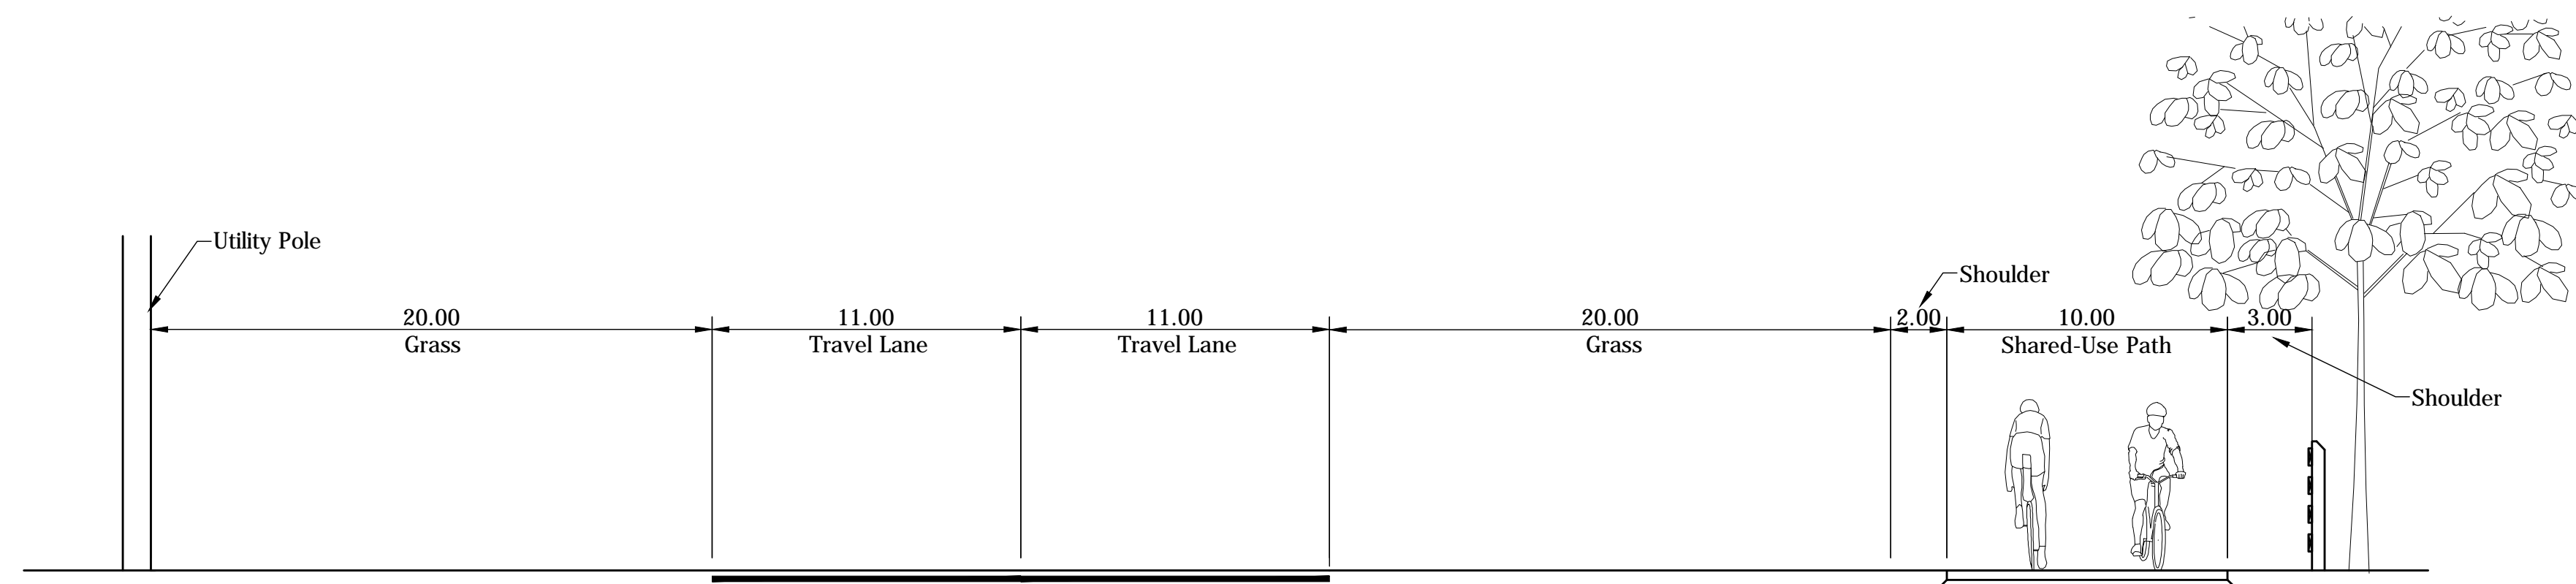 Utility Pole
Shoulder
20.00
11.00
11.00
20.00
2.00
10.00
3.00
Grass
Travel Lane
Travel Lane
Grass
Shared-Use Path
Shoulder